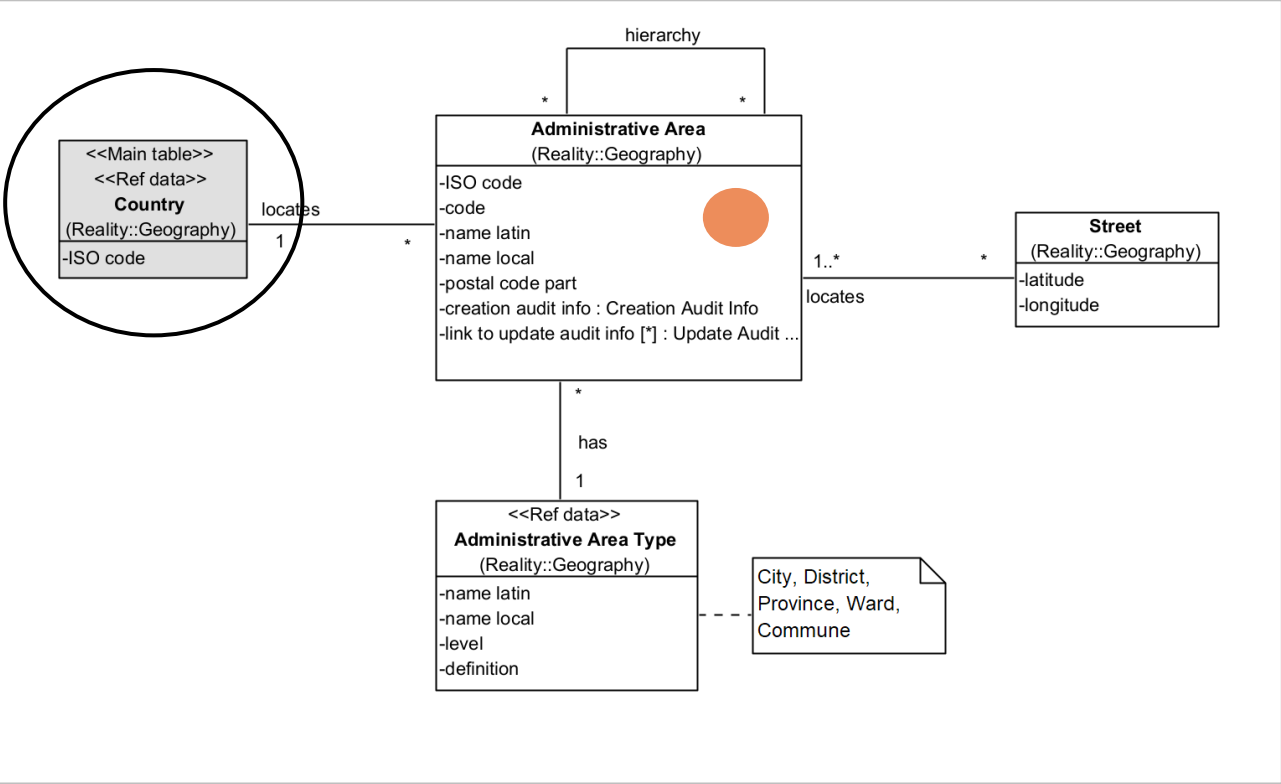 hierarchy
*
*
<<Main table>>
<<Ref data>>
Country
(Reality::Geography)
-ISO code
locates
1
*
Administrative Area
(Reality::Geography)
-ISO code
-code
-name latin
-name local
-postal code part
-creation audit info : Creation Audit Info
-link to update audit info [*] : Update Audit ...
1..*
*
locates
Street
(Reality::Geography)
-latitude
-longitude
*
has
1
<<Ref data>>
Administrative Area Type
(Reality::Geography)
-name latin
-name local
-level
-definition
City, District,
Province, Ward,
Commune